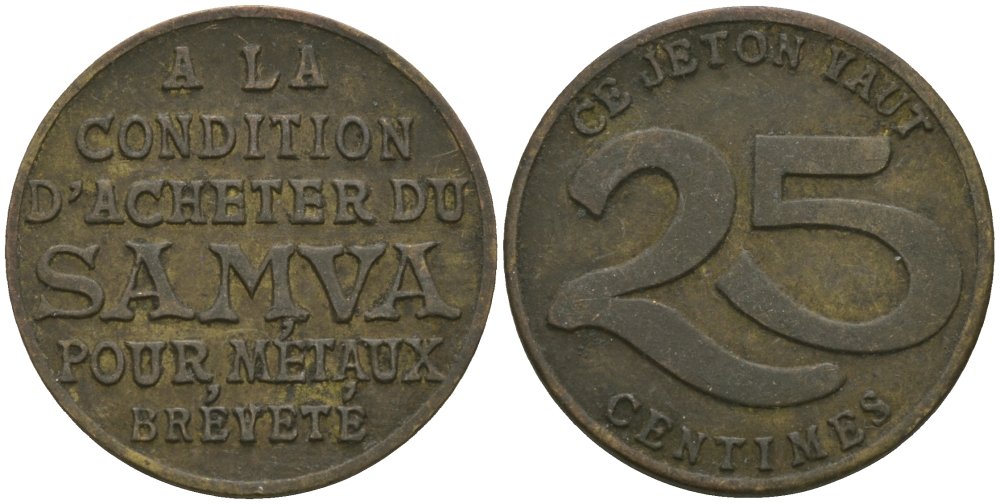 A LA
CONDITION
D'ACHETER DU
SAMVA
POUR MÉTAUX
BRÉVETÉ
CE JETON VAUT
25
CENTIMES